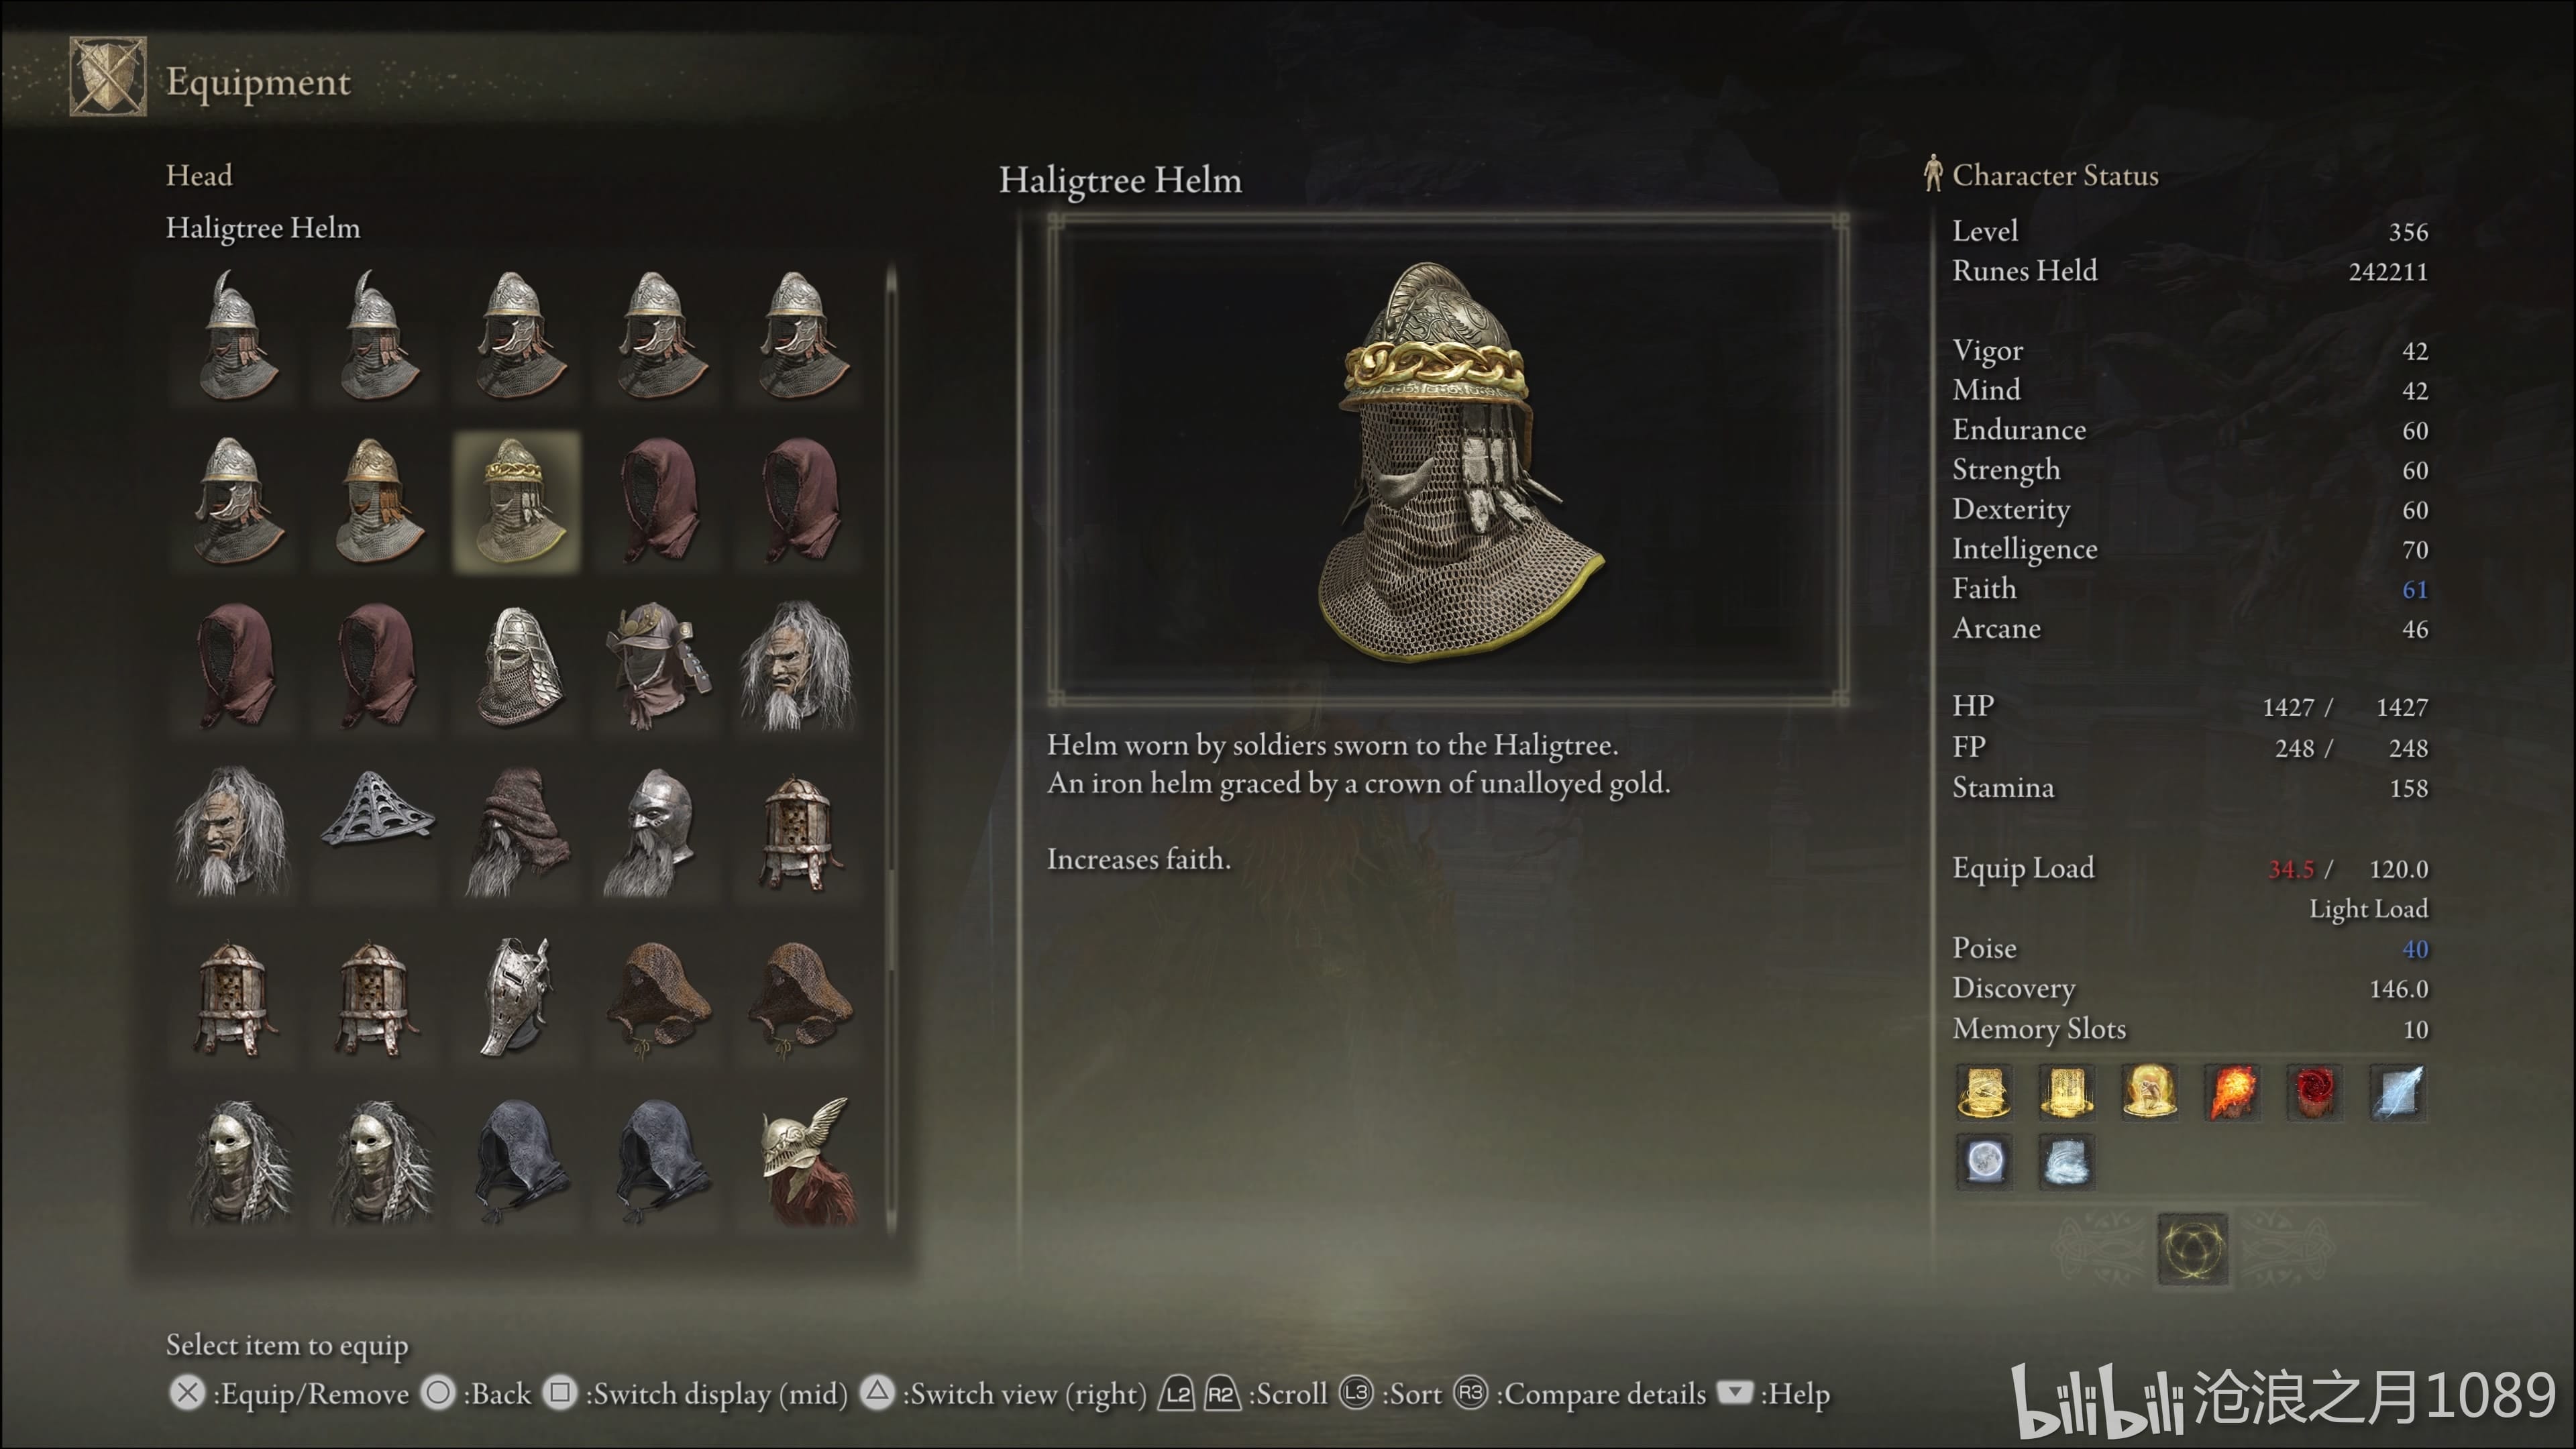 Equipment
Head
Haligtree Helm
Haligtree Helm
Helm worn by soldiers sworn to the Haligtree.
An iron helm graced by a crown of unalloyed gold.
Increases faith.
Character Status
Level 356
Runes Held 242211
Vigor 42
Mind 42
Endurance 60
Strength 60
Dexterity 60
Intelligence 70
Faith 61
Arcane 46
HP 1427 / 1427
FP 248 / 248
Stamina 158
Equip Load 34.5 / 120.0
Light Load
Poise 40
Discovery 146.0
Memory Slots 10
Select item to equip
:Equip/Remove :Back :Switch display (mid) :Switch view (right) L2 R2 :Scroll L3 :Sort R3 :Compare details :Help
bilibili 沧浪之月1089